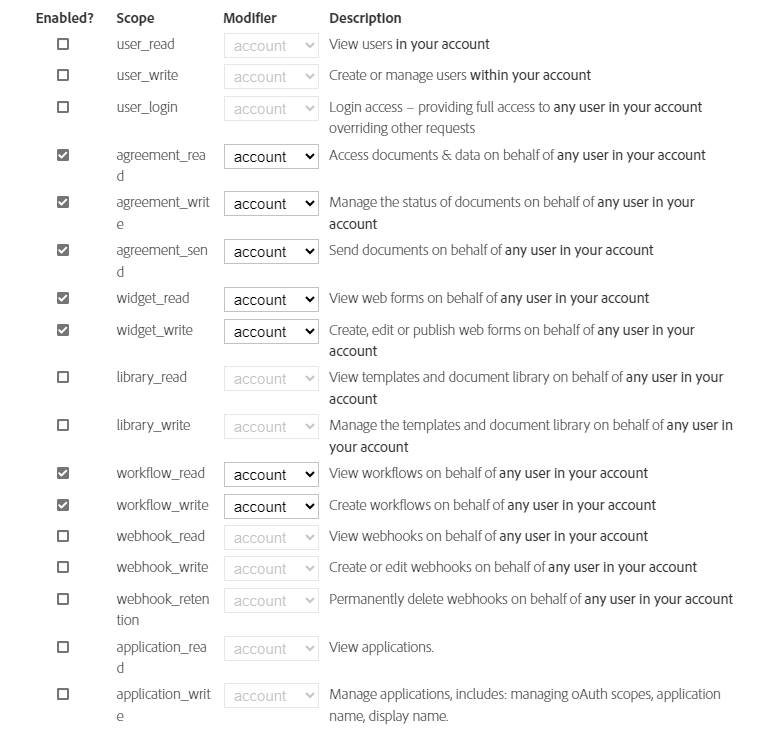 Enabled? Scope Modifier Description
user_read account View users in your account
user_write account Create or manage users within your account
user_login account Login access – providing full access to any user in your account
overriding other requests
agreement_rea account Access documents & data on behalf of any user in your account
d
agreement_writ account Manage the status of documents on behalf of any user in your
e account
agreement_sen account Send documents on behalf of any user in your account
d
widget_read account View web forms on behalf of any user in your account
widget_write account Create, edit or publish web forms on behalf of any user in your
account
library_read account View templates and document library on behalf of any user in your
account
library_write account Manage the templates and document library on behalf of any user in
your account
workflow_read account View workflows on behalf of any user in your account
workflow_write account Create workflows on behalf of any user in your account
webhook_read account View webhooks on behalf of any user in your account
webhook_write account Create or edit webhooks on behalf of any user in your account
webhook_reten account Permanently delete webhooks on behalf of any user in your account
tion
application_rea account View applications.
d
application_writ account Manage applications, includes: managing oAuth scopes, application
e name, display name.